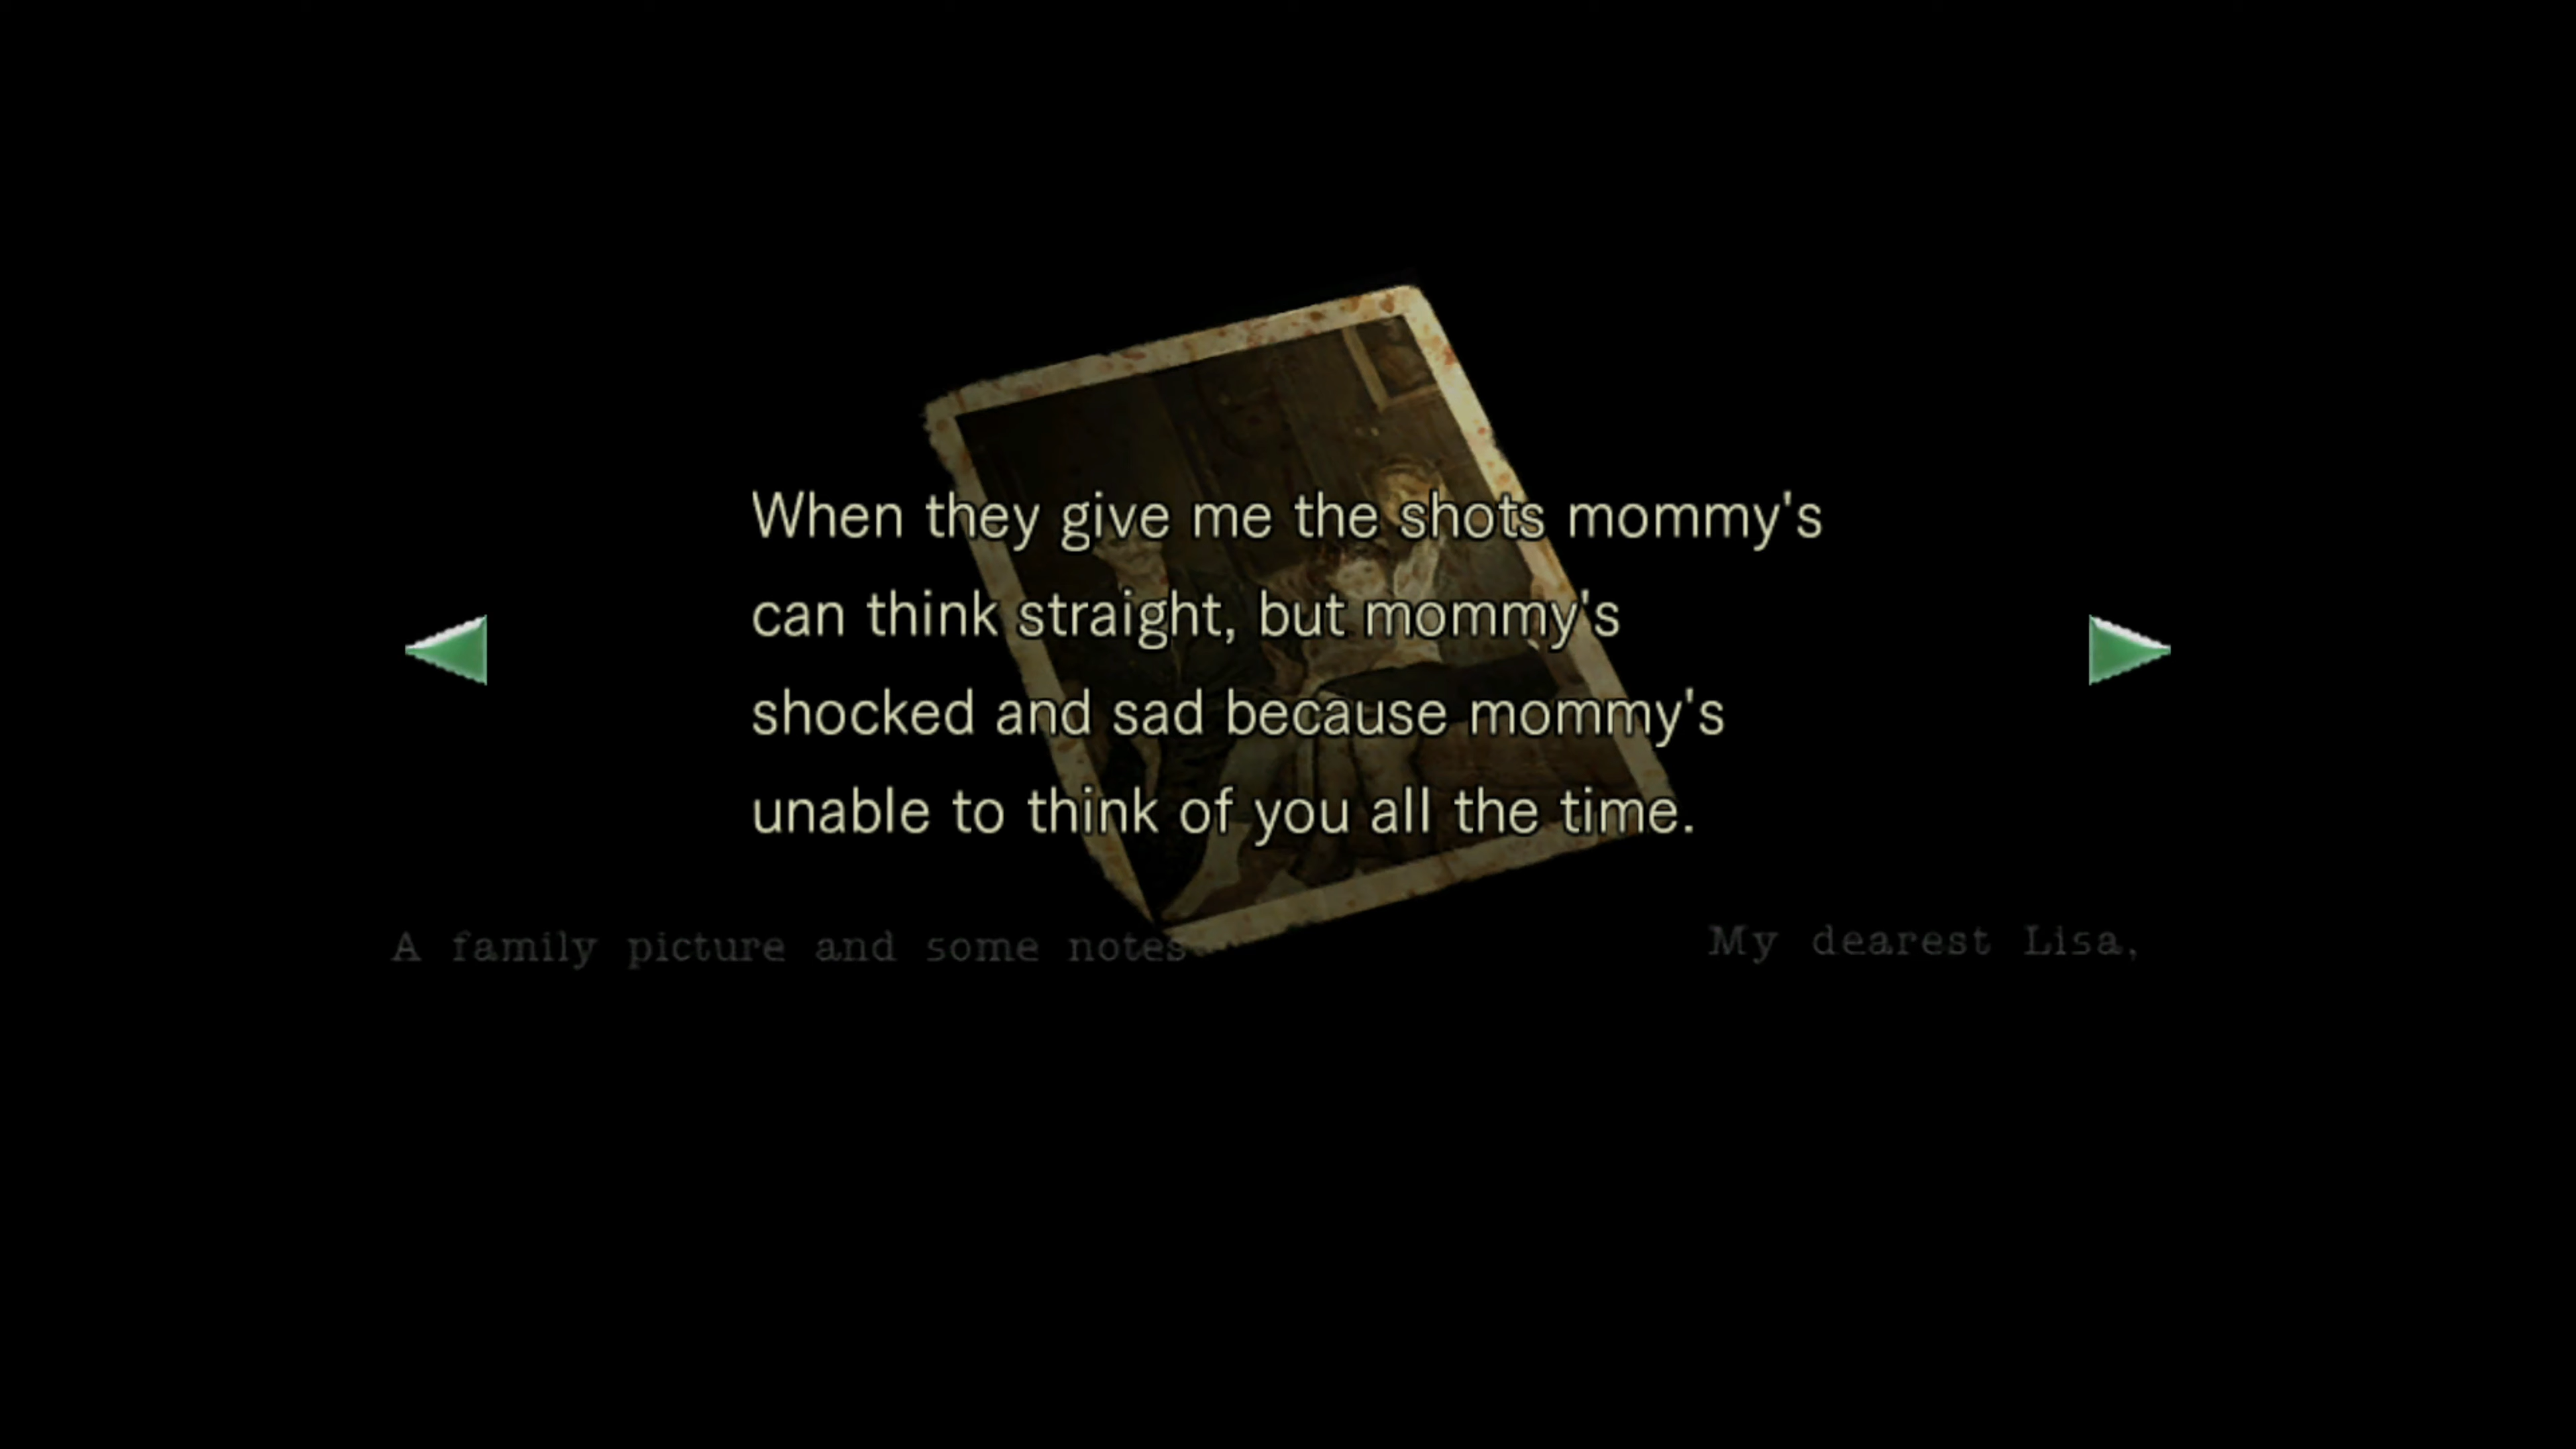 When they give me the shots mommy's
can think straight, but mommy's
shocked and sad because mommy's
unable to think of you all the time.
A family picture and some notes
My dearest Lisa,